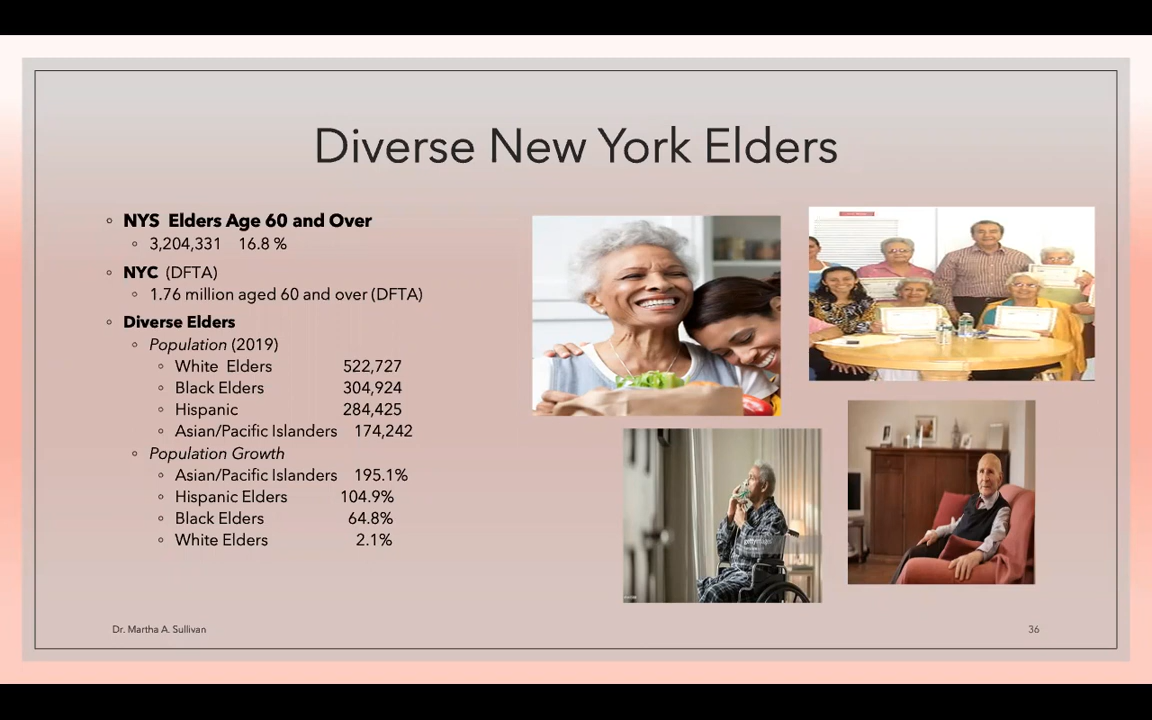 Diverse New York Elders
NYS Elders Age 60 and Over
3,204,331 16.8 %
NYC (DFTA)
1.76 million aged 60 and over (DFTA)
Diverse Elders
Population (2019)
White Elders 522,727
Black Elders 304,924
Hispanic 284,425
Asian/Pacific Islanders 174,242
Population Growth
Asian/Pacific Islanders 195.1%
Hispanic Elders 104.9%
Black Elders 64.8%
White Elders 2.1%
gettyimages
Dr. Martha A. Sullivan
36